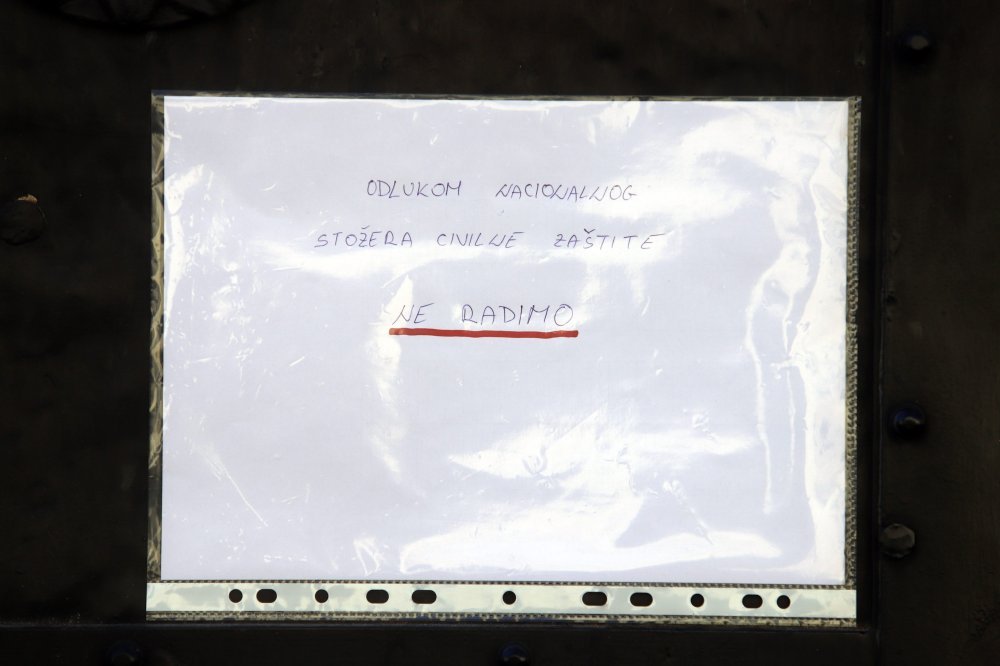 ODLUKOM NACIONALNOG
STOŽERA CIVILNE ZAŠTITE
NE RADIMO